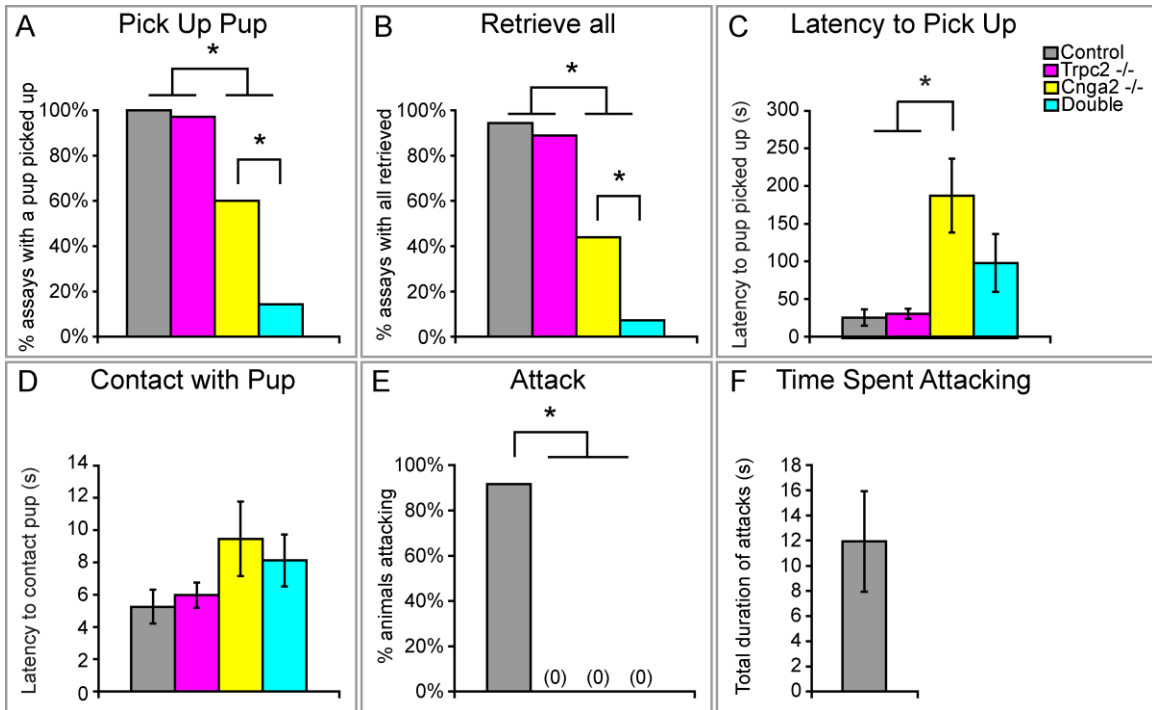 A Pick Up Pup
% assays with a pup picked up
100%
80%
60%
40%
20%
0%
*
*
B Retrieve all
% assays with all retrieved
100%
80%
60%
40%
20%
0%
*
*
C Latency to Pick Up
Control
Trpc2 -/-
Cnga2 -/-
Double
Latency to pup picked up (s)
300
250
200
150
100
50
0
*
D Contact with Pup
Latency to contact pup (s)
14
12
10
8
6
4
2
0
E Attack
% animals attacking
100%
80%
60%
40%
20%
0%
*
(0) (0) (0)
F Time Spent Attacking
Total duration of attacks (s)
18
16
14
12
10
8
6
4
2
0